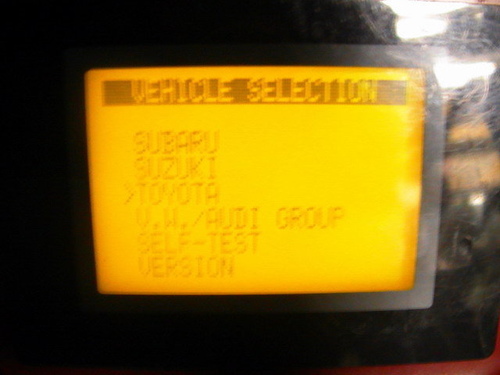 VEHICLE SELECTION
SUBARU
SUZUKI
>TOYOTA
V.W./AUDI GROUP
SELF-TEST
VERSION